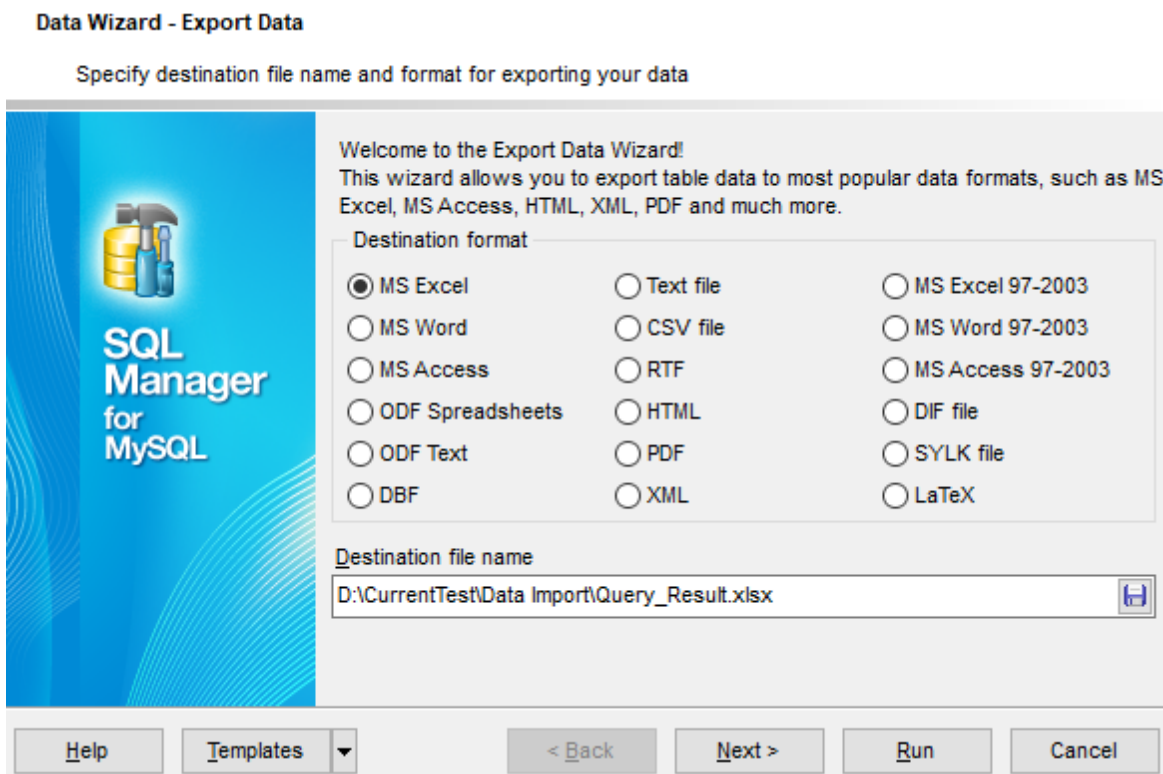 Data Wizard - Export Data
Specify destination file name and format for exporting your data
SQL
Manager
for
MySQL
Welcome to the Export Data Wizard!
This wizard allows you to export table data to most popular data formats, such as MS
Excel, MS Access, HTML, XML, PDF and much more.
Destination format
MS Excel
Text file
MS Excel 97-2003
MS Word
CSV file
MS Word 97-2003
MS Access
RTF
MS Access 97-2003
ODF Spreadsheets
HTML
DIF file
ODF Text
PDF
SYLK file
DBF
XML
LaTeX
Destination file name
D:\CurrentTest\Data Import\Query_Result.xlsx
Help
Templates
< Back
Next >
Run
Cancel